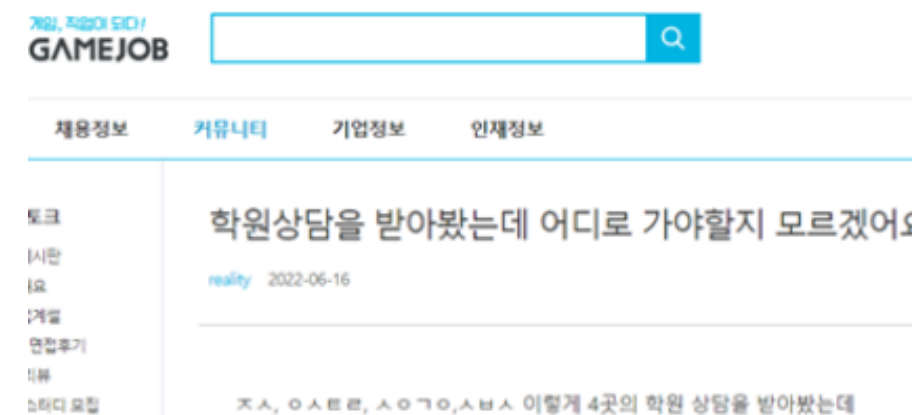 게임, 직업이 되다!
GAMEJOB
채용정보 커뮤니티 기업정보 인재정보
토크
학원상담을 받아봤는데 어디로 가야할지 모르겠어요
시판
reality 2022-06-16
요
면접후기
리뷰
스터디 모집
ㅈㅅ, ㅇㅅㅌㄹ, ㅅㅇㄱㅇ,ㅅㅂㅅ 이렇게 4곳의 학원 상담을 받아봤는데